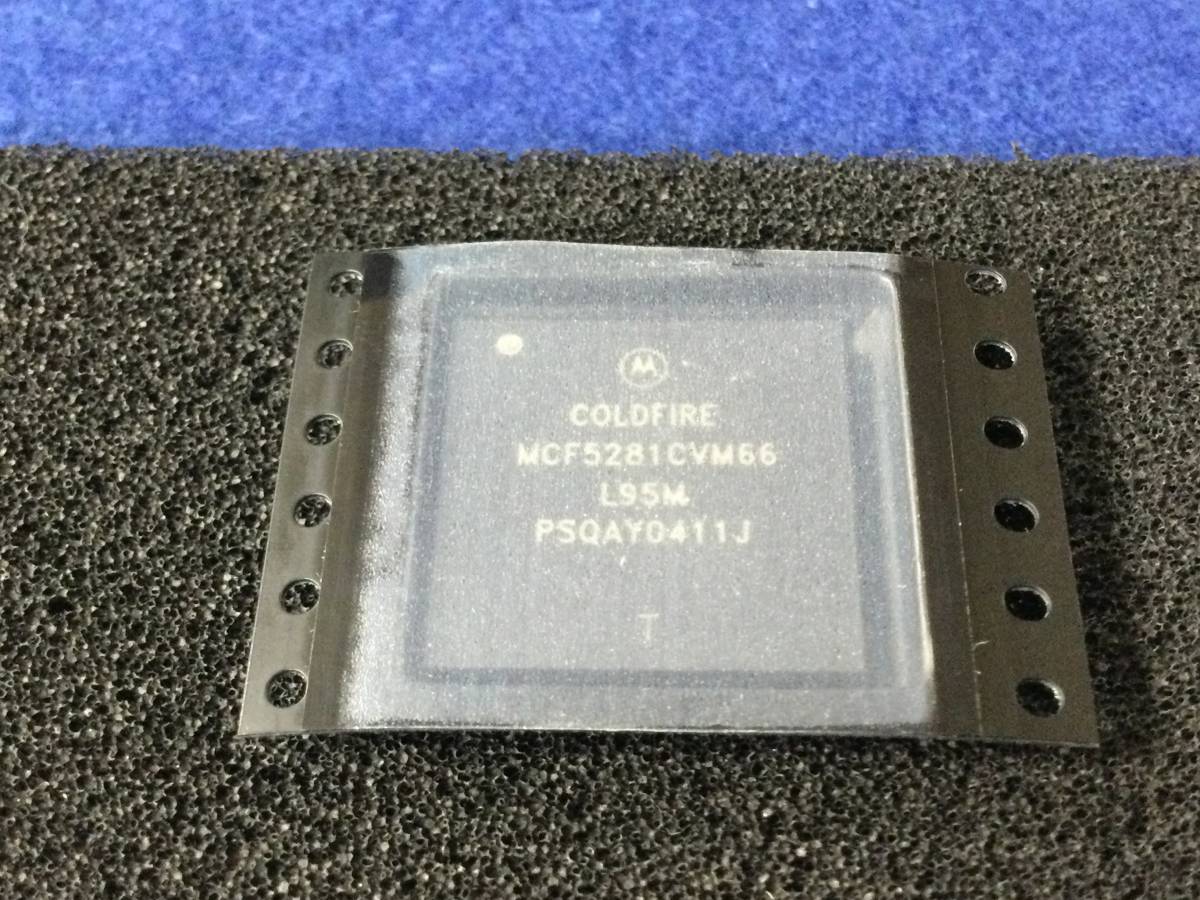 COLDFIRE
MCF5281CVM66
L95M
PSQAY0411J
T